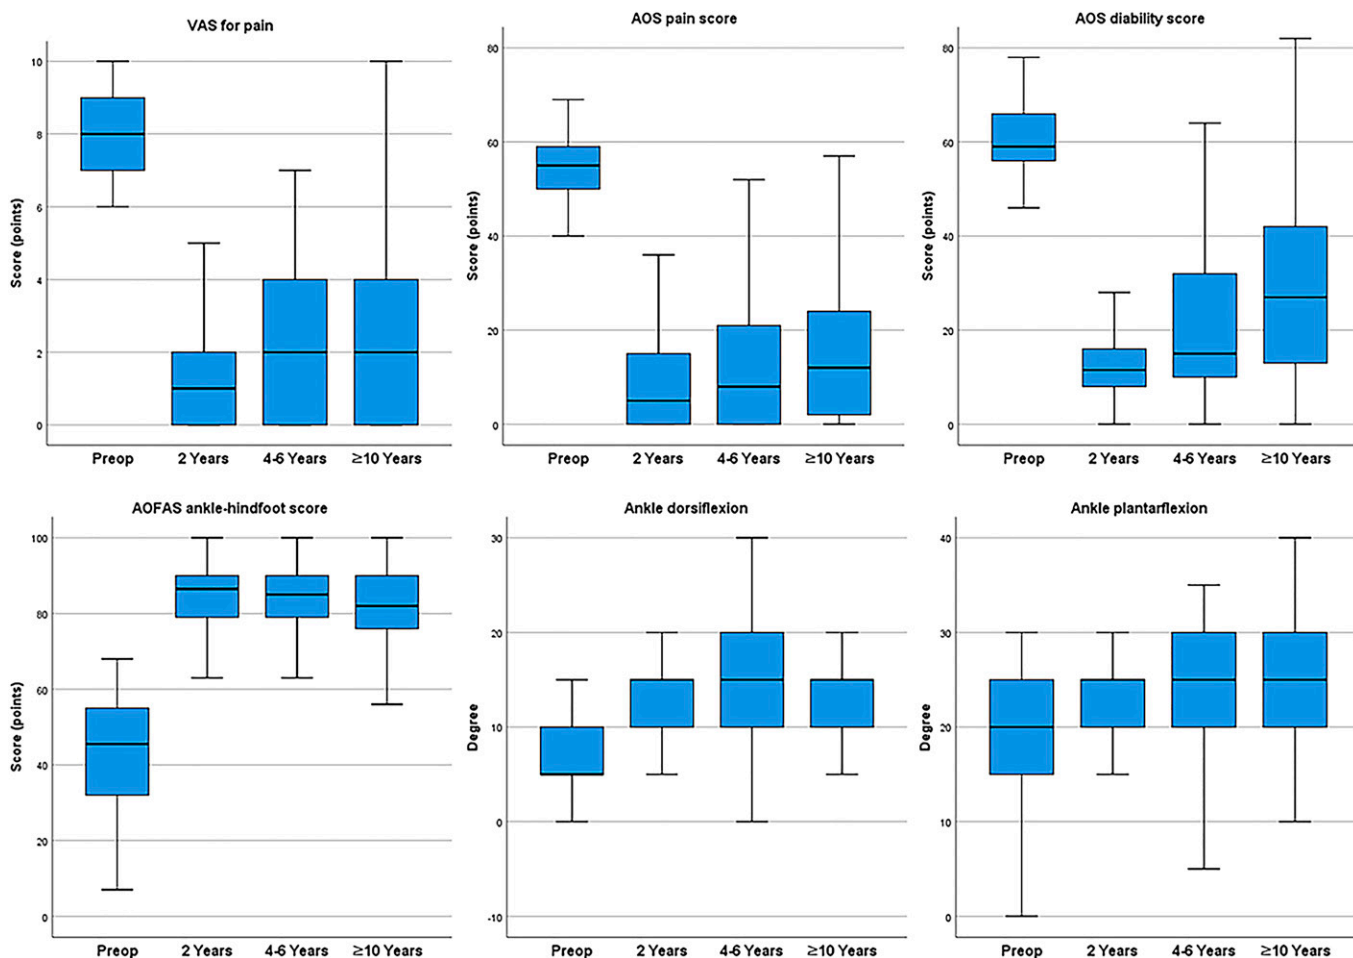 VAS for pain
10
8
6
4
2
0
Score (points)
Preop 2 Years 4-6 Years ≥10 Years
AOS pain score
80
60
40
20
0
Score (points)
Preop 2 Years 4-6 Years ≥10 Years
AOS diability score
80
60
40
20
0
Score (points)
Preop 2 Years 4-6 Years ≥10 Years
AOFAS ankle-hindfoot score
100
80
60
40
20
0
Score (points)
Preop 2 Years 4-6 Years ≥10 Years
Ankle dorsiflexion
30
20
10
0
-10
Degree
Preop 2 Years 4-6 Years ≥10 Years
Ankle plantarflexion
40
30
20
10
0
Degree
Preop 2 Years 4-6 Years ≥10 Years